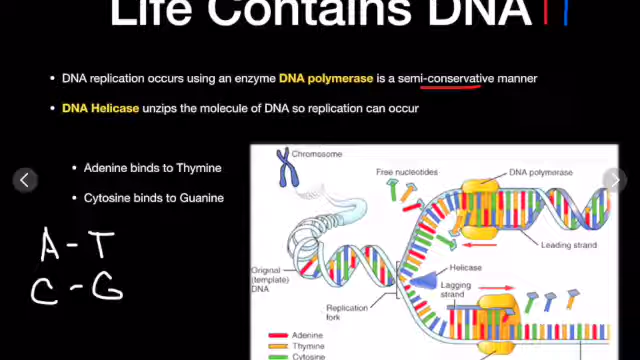 Life Contains DNA
DNA replication occurs using an enzyme DNA polymerase is a semi-conservative manner
DNA Helicase unzips the molecule of DNA so replication can occur
Adenine binds to Thymine
Cytosine binds to Guanine
A - T
C - G
Chromosome
Free nucleotides
DNA polymerase
Leading strand
Helicase
Lagging
strand
Original
(template)
DNA
Replication
fork
Adenine
Thymine
Cytosine